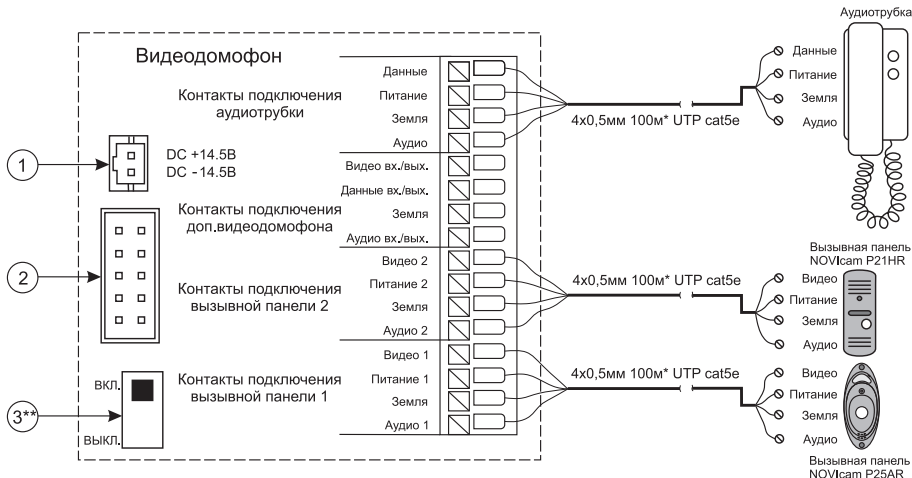 Видеодомофон
Контакты подключения
аудиотрубки
1
DC +14.5В
DC -14.5В
Контакты подключения
доп.видеодомофона
2
Контакты подключения
вызывной панели 2
ВКЛ.
3**
ВЫКЛ.
Контакты подключения
вызывной панели 1
Данные
Питание
Земля
Аудио
Видео вх./вых.
Данные вх./вых.
Земля
Аудио вх./вых.
Видео 2
Питание 2
Земля
Аудио 2
Видео 1
Питание 1
Земля
Аудио 1
4x0,5мм 100м* UTP cat5e
4x0,5мм 100м* UTP cat5e
4x0,5мм 100м* UTP cat5e
Аудиотрубка
Данные
Питание
Земля
Аудио
Вызывная панель
NOVIcam P21HR
Видео
Питание
Земля
Аудио
Видео
Питание
Земля
Аудио
Вызывная панель
NOVIcam P25AR